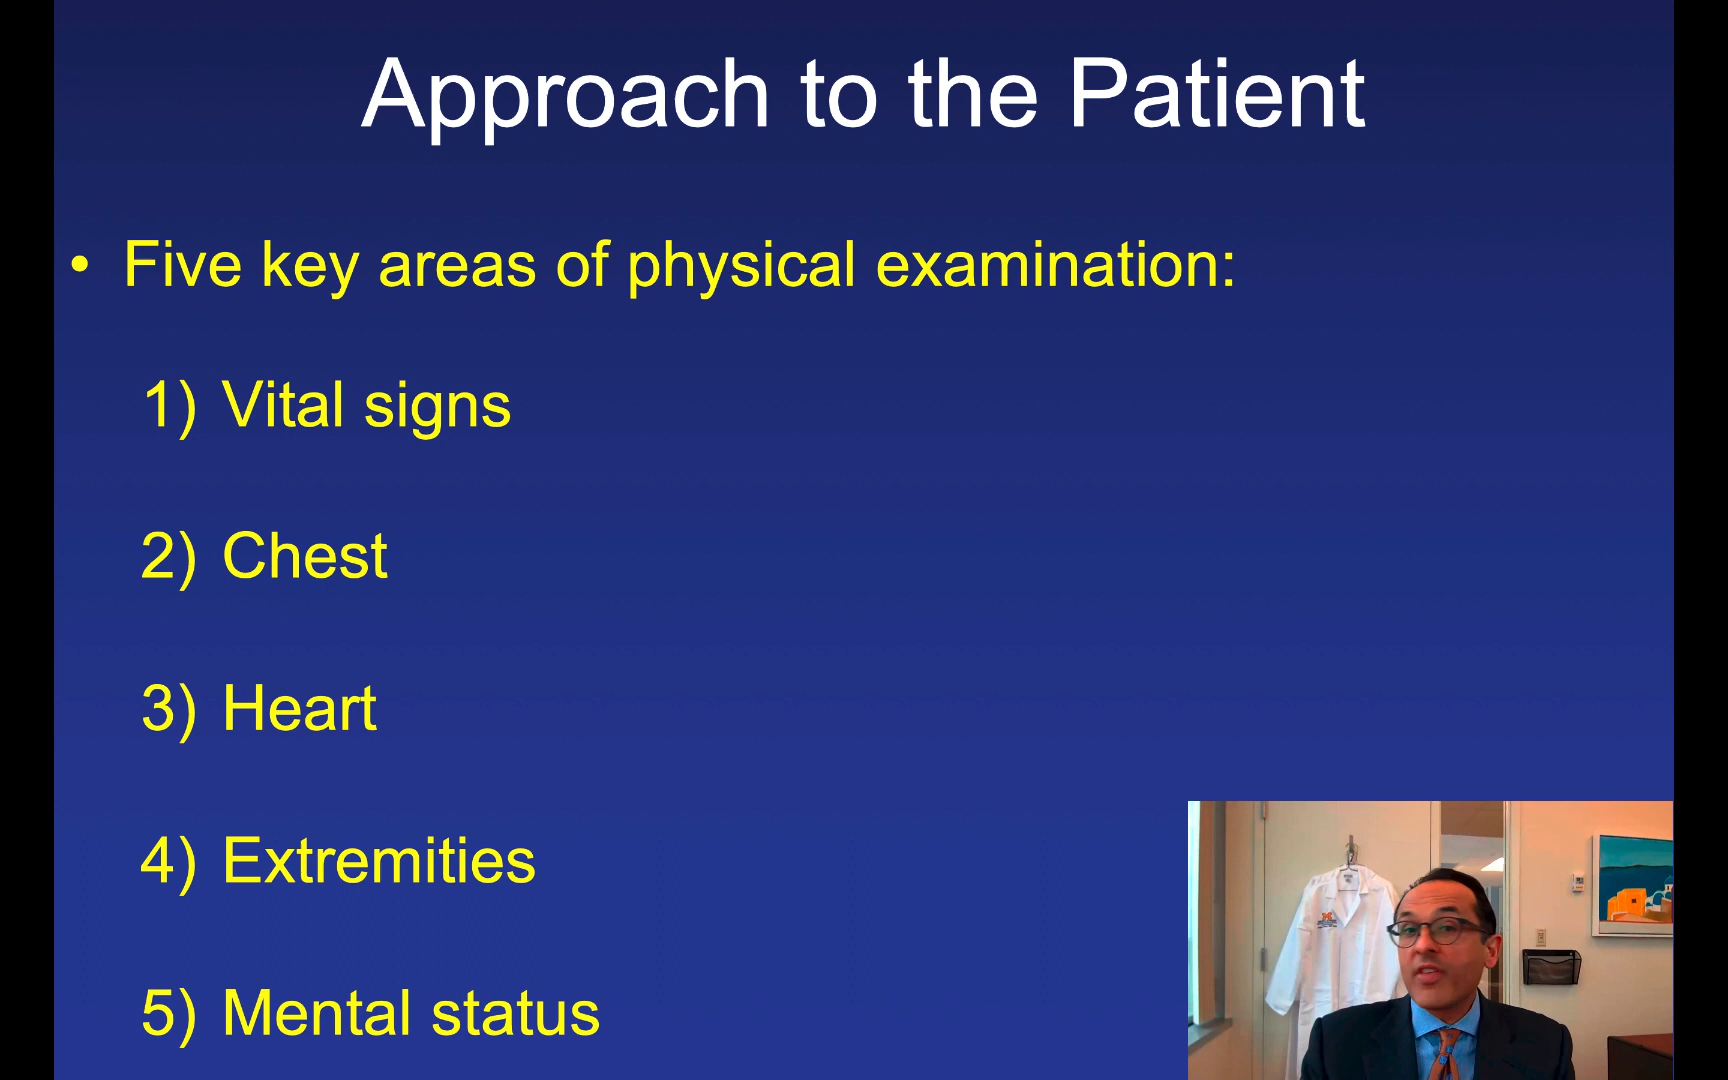 Approach to the Patient
• Five key areas of physical examination:
1) Vital signs
2) Chest
3) Heart
4) Extremities
5) Mental status
M